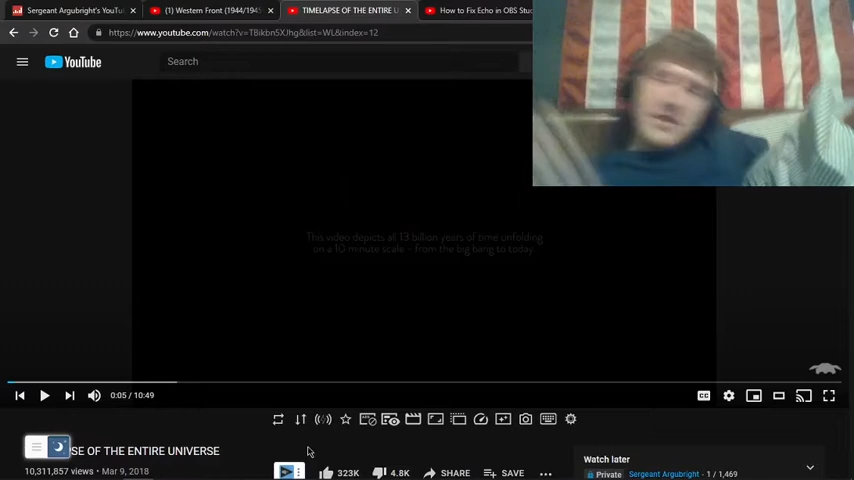 Sergeant Argubright's YouTu
(1) Western Front (1944/1945
TIMELAPSE OF THE ENTIRE U
How to Fix Echo in OBS Stu
https://www.youtube.com/watch?v=TBikbn5XJhg&list=WL&index=12
YouTube
Search
This video depicts all 13 billion years of time unfolding
on a 10 minute scale - from the big bang to today.
0:05 / 10:49
CC
SE OF THE ENTIRE UNIVERSE
10,311,857 views • Mar 9, 2018
323K
4.8K
SHARE
SAVE
Watch later
Private
Sergeant Argubright - 1 / 1,469